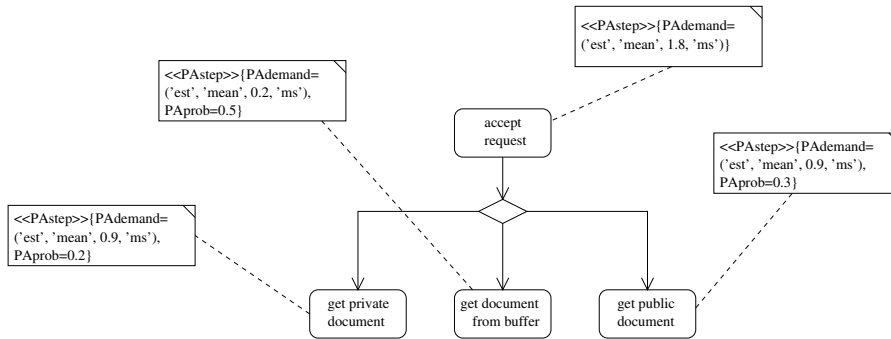 <<PAstep>>{PAdemand=
('est', 'mean', 1.8, 'ms')}
<<PAstep>>{PAdemand=
('est', 'mean', 0.2, 'ms'),
PAprob=0.5}
accept
request
<<PAstep>>{PAdemand=
('est', 'mean', 0.9, 'ms'),
PAprob=0.3}
<<PAstep>>{PAdemand=
('est', 'mean', 0.9, 'ms'),
PAprob=0.2}
get private
document
get document
from buffer
get public
document